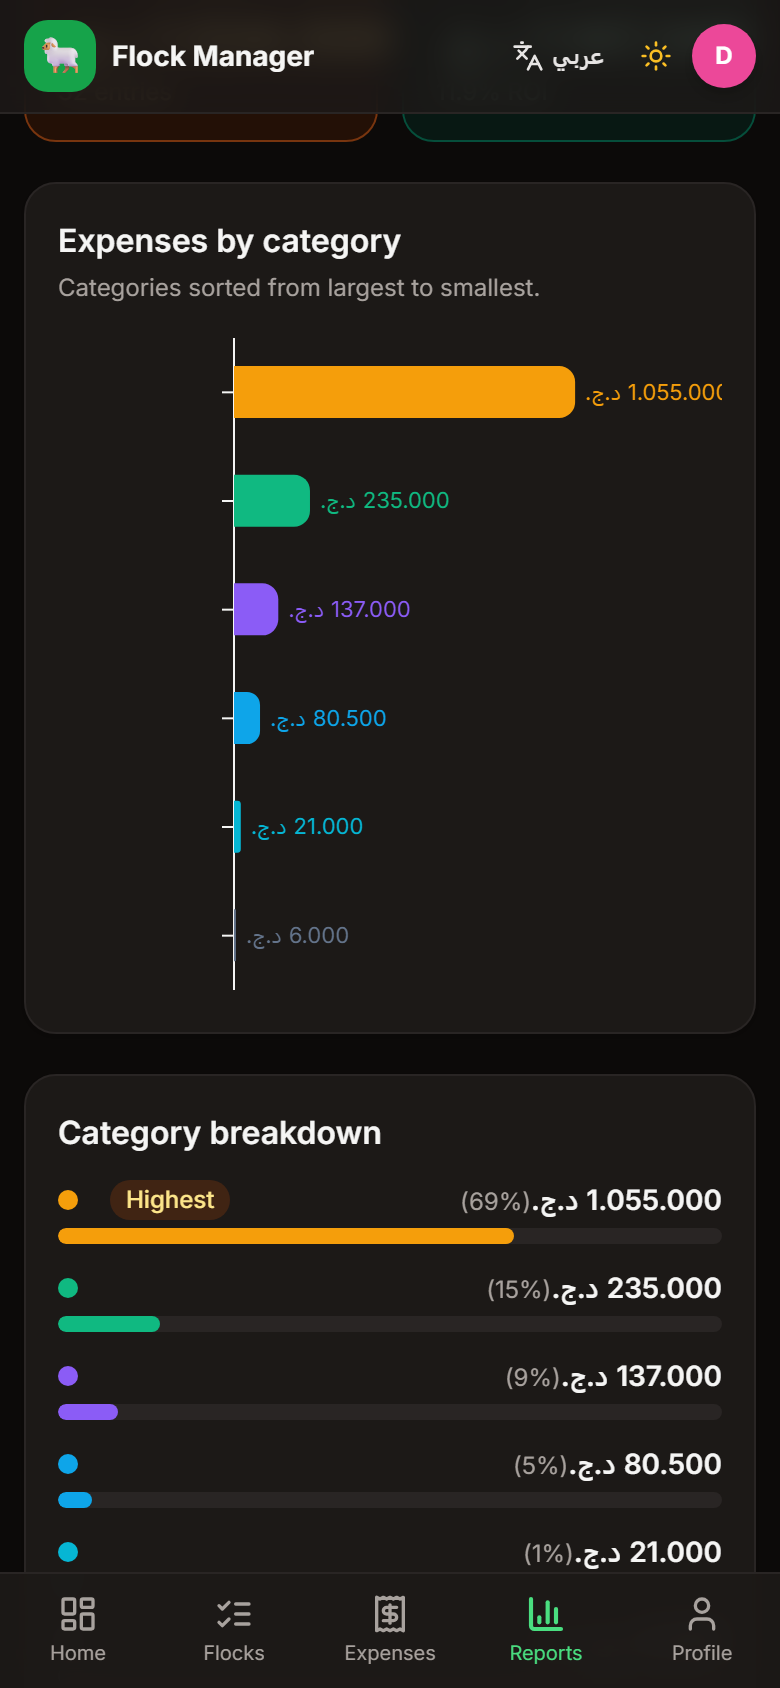 Flock Manager
عربي
D
Expenses by category
Categories sorted from largest to smallest.
د.ج.‏ 1.055.000
د.ج.‏ 235.000
د.ج.‏ 137.000
د.ج.‏ 80.500
د.ج.‏ 21.000
د.ج.‏ 6.000
Category breakdown
Highest
(69%) د.ج.‏ 1.055.000
(15%) د.ج.‏ 235.000
(9%) د.ج.‏ 137.000
(5%) د.ج.‏ 80.500
(1%) د.ج.‏ 21.000
Home
Flocks
Expenses
Reports
Profile